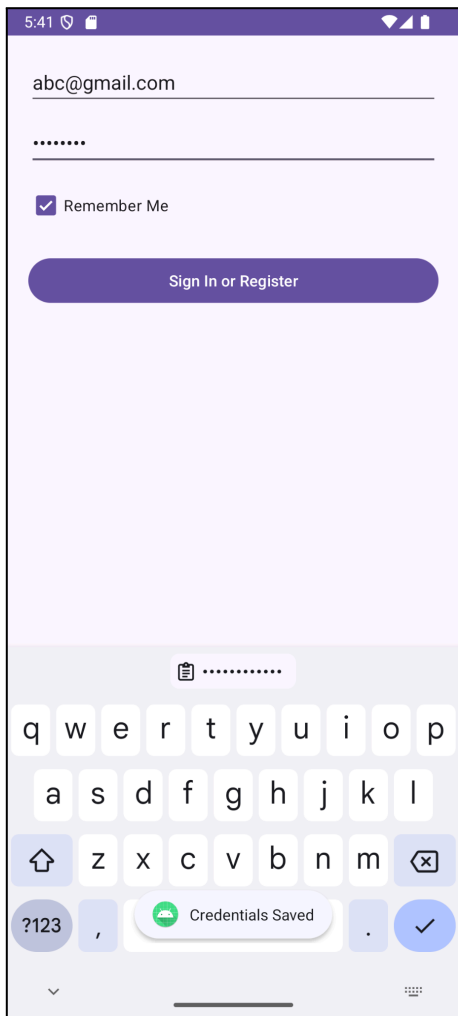 5:41
abc@gmail.com
••••••••
Remember Me
Sign In or Register
••••••••••••
q w e r t y u i o p
a s d f g h j k l
z x c v b n m
?123 , .
Credentials Saved